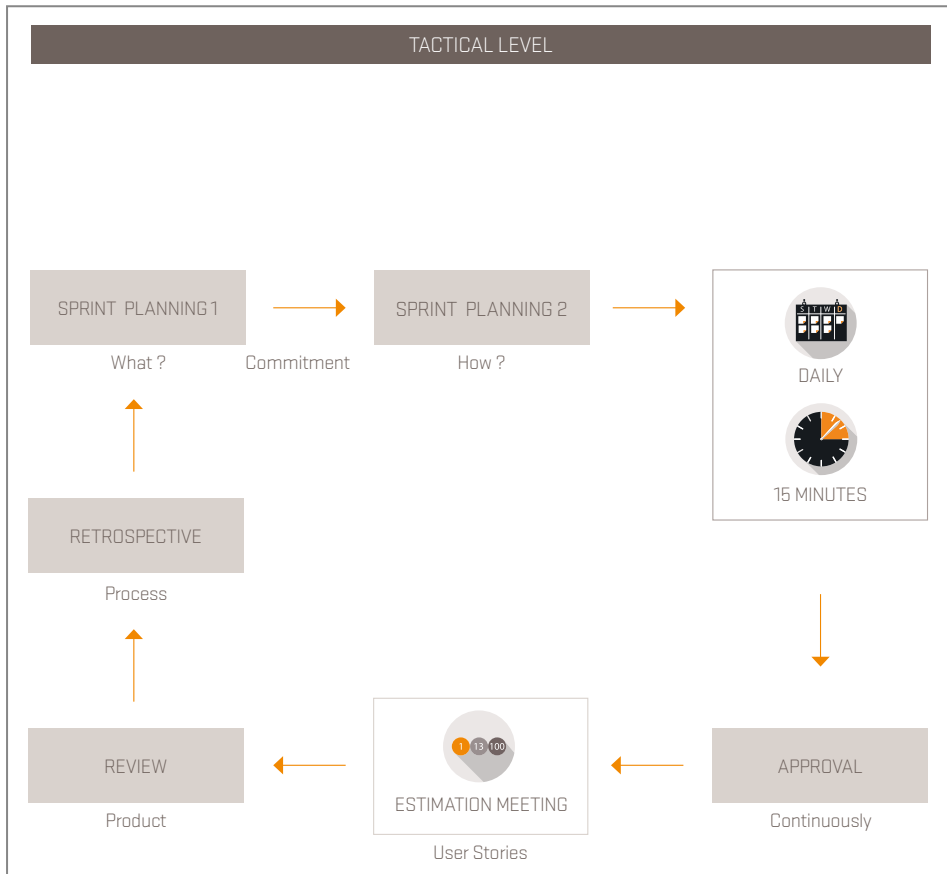 TACTICAL LEVEL
SPRINT PLANNING 1
What ?
Commitment
SPRINT PLANNING 2
How ?
S T W D
DAILY
15 MINUTES
RETROSPECTIVE
Process
REVIEW
Product
1 13 100
ESTIMATION MEETING
User Stories
APPROVAL
Continuously